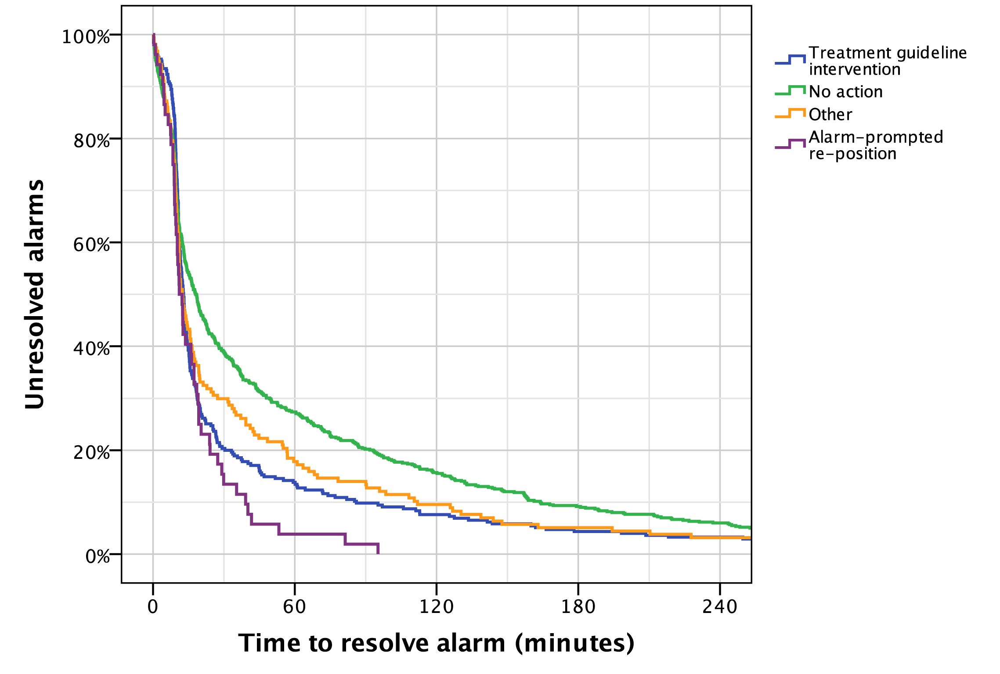 100%
80%
60%
40%
20%
0%
Unresolved alarms
0
60
120
180
240
Time to resolve alarm (minutes)
Treatment guideline
intervention
No action
Other
Alarm-prompted
re-position